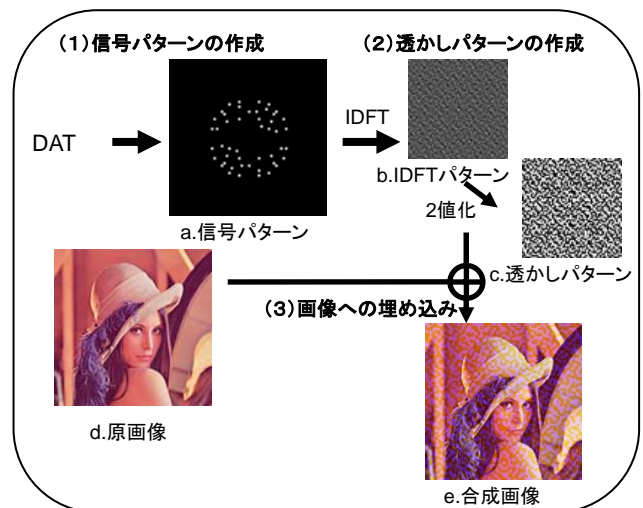 (1)信号パターンの作成
(2)透かしパターンの作成
DAT
IDFT
a.信号パターン
b.IDFTパターン
2値化
c.透かしパターン
(3)画像への埋め込み
d.原画像
e.合成画像